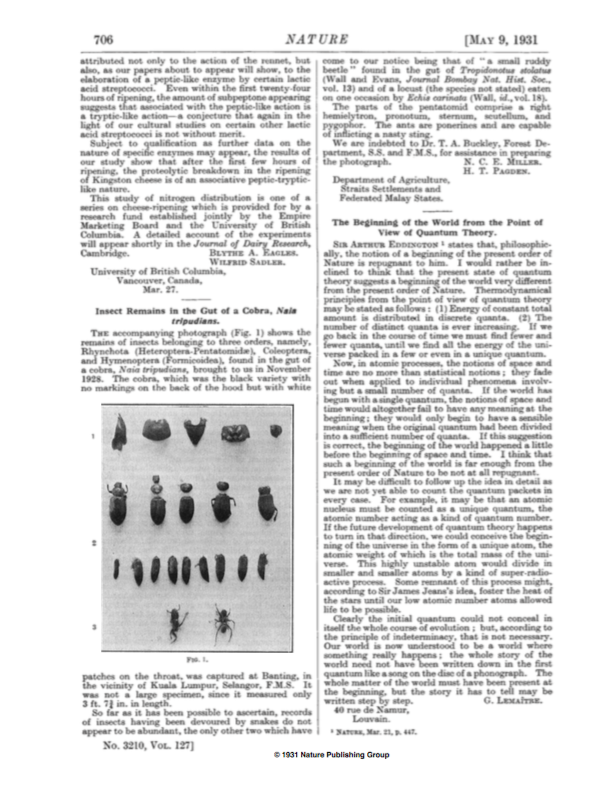 706
NATURE
[MAY 9, 1931
attributed not only to the action of the rennet, but
also, as our papers about to appear will show, to the
elaboration of a peptic-like enzyme by certain lactic
acid streptococci. Even within the first twenty-four
hours of ripening, the amount of subpeptone appearing
suggests that associated with the peptic-like action is
a tryptic-like action—a conjecture that again in the
light of our cultural studies on certain other lactic
acid streptococci is not without merit.
Subject to qualification as further data on the
nature of specific enzymes may appear, the results of
our study show that after the first few hours of
ripening, the proteolytic breakdown in the ripening
of Kingston cheese is of an associative peptic-tryptic-
like nature.
This study of nitrogen distribution is one of a
series on cheese-ripening which is provided for by a
research fund established jointly by the Empire
Marketing Board and the University of British
Columbia. A detailed account of the experiments
will appear shortly in the Journal of Dairy Research,
Cambridge. BLYTHE A. EAGLES.
WILFRID SADLER.
University of British Columbia,
Vancouver, Canada,
Mar. 27.
Insect Remains in the Gut of a Cobra, Naia
tripudians.
THE accompanying photograph (Fig. 1) shows the
remains of insects belonging to three orders, namely,
Rhynchota (Heteroptera-Pentatomidæ), Coleoptera,
and Hymenoptera (Formicoidea), found in the gut of
a cobra, Naia tripudians, brought to us in November
1928. The cobra, which was the black variety with
no markings on the back of the hood but with white
1
2
3
FIG. 1.
patches on the throat, was captured at Banting, in
the vicinity of Kuala Lumpur, Selangor, F.M.S. It
was not a large specimen, since it measured only
3 ft. 7¾ in. in length.
So far as it has been possible to ascertain, records
of insects having been devoured by snakes do not
appear to be abundant, the only other two which have
No. 3210, VOL. 127]
come to our notice being that of "a small ruddy
beetle" found in the gut of Tropidonotus stolatus
(Wall and Evans, Journal Bombay Nat. Hist. Soc.,
vol. 13) and of a locust (the species not stated) eaten
on one occasion by Echis carinata (Wall, id., vol. 18).
The parts of the pentatomid comprise a right
hemielytron, pronotum, sternum, scutellum, and
pygophor. The ants are ponerines and are capable
of inflicting a nasty sting.
We are indebted to Dr. T. A. Buckley, Forest De-
partment, S.S. and F.M.S., for assistance in preparing
the photograph. N. C. E. MILLER.
H. T. PAGDEN.
Department of Agriculture,
Straits Settlements and
Federated Malay States.
The Beginning of the World from the Point of
View of Quantum Theory.
SIR ARTHUR EDDINGTON ¹ states that, philosophic-
ally, the notion of a beginning of the present order of
Nature is repugnant to him. I would rather be in-
clined to think that the present state of quantum
theory suggests a beginning of the world very different
from the present order of Nature. Thermodynamical
principles from the point of view of quantum theory
may be stated as follows : (1) Energy of constant total
amount is distributed in discrete quanta. (2) The
number of distinct quanta is ever increasing. If we
go back in the course of time we must find fewer and
fewer quanta, until we find all the energy of the uni-
verse packed in a few or even in a unique quantum.
Now, in atomic processes, the notions of space and
time are no more than statistical notions ; they fade
out when applied to individual phenomena involv-
ing but a small number of quanta. If the world has
begun with a single quantum, the notions of space and
time would altogether fail to have any meaning at the
beginning ; they would only begin to have a sensible
meaning when the original quantum had been divided
into a sufficient number of quanta. If this suggestion
is correct, the beginning of the world happened a little
before the beginning of space and time. I think that
such a beginning of the world is far enough from the
present order of Nature to be not at all repugnant.
It may be difficult to follow up the idea in detail as
we are not yet able to count the quantum packets in
every case. For example, it may be that an atomic
nucleus must be counted as a unique quantum, the
atomic number acting as a kind of quantum number.
If the future development of quantum theory happens
to turn in that direction, we could conceive the begin-
ning of the universe in the form of a unique atom, the
atomic weight of which is the total mass of the uni-
verse. This highly unstable atom would divide in
smaller and smaller atoms by a kind of super-radio-
active process. Some remnant of this process might,
according to Sir James Jeans's idea, foster the heat of
the stars until our low atomic number atoms allowed
life to be possible.
Clearly the initial quantum could not conceal in
itself the whole course of evolution ; but, according to
the principle of indeterminacy, that is not necessary.
Our world is now understood to be a world where
something really happens ; the whole story of the
world need not have been written down in the first
quantum like a song on the disc of a phonograph. The
whole matter of the world must have been present at
the beginning, but the story it has to tell may be
written step by step. G. LEMAÎTRE.
40 rue de Namur,
Louvain.
¹ NATURE, Mar. 21, p. 447.
© 1931 Nature Publishing Group